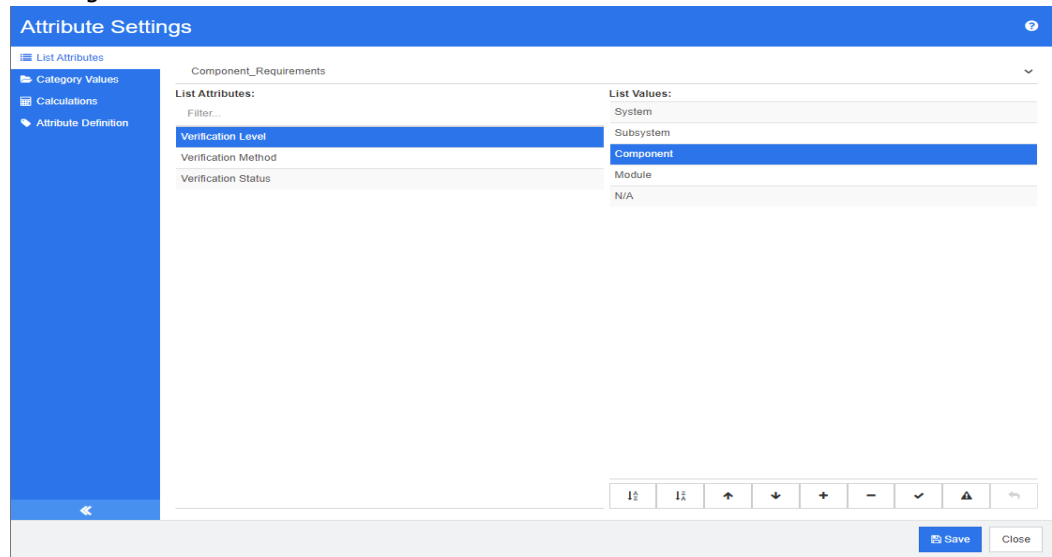 Attribute Settings
List Attributes
Category Values
Calculations
Attribute Definition
Component_Requirements
List Attributes:
Filter...
Verification Level
Verification Method
Verification Status
List Values:
System
Subsystem
Component
Module
N/A
Save
Close